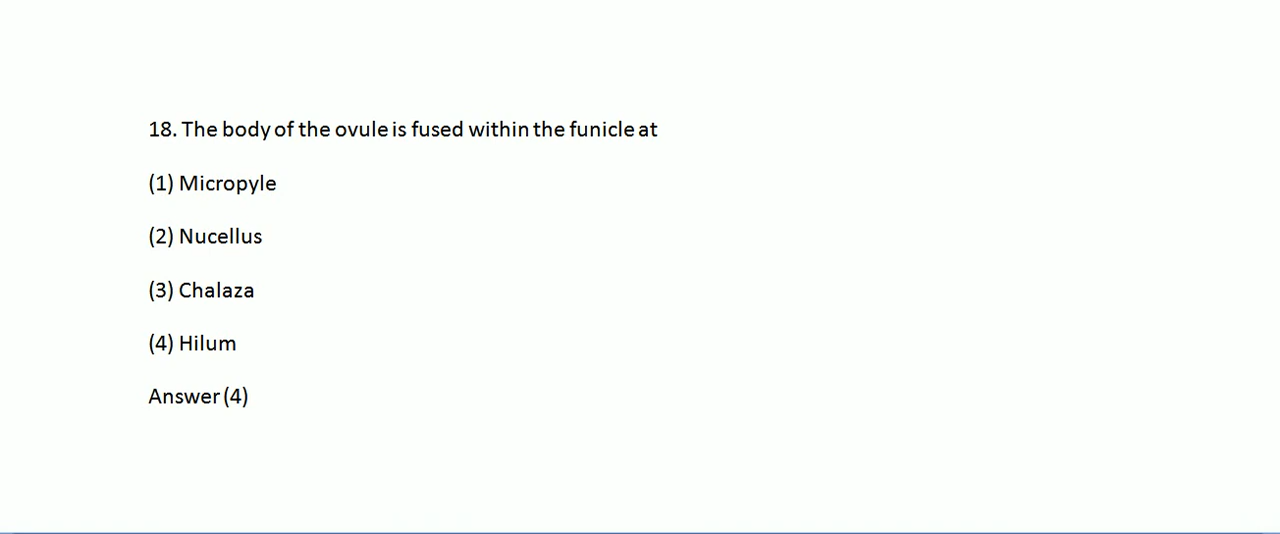 18. The body of the ovule is fused within the funicle at
(1) Micropyle
(2) Nucellus
(3) Chalaza
(4) Hilum
Answer (4)